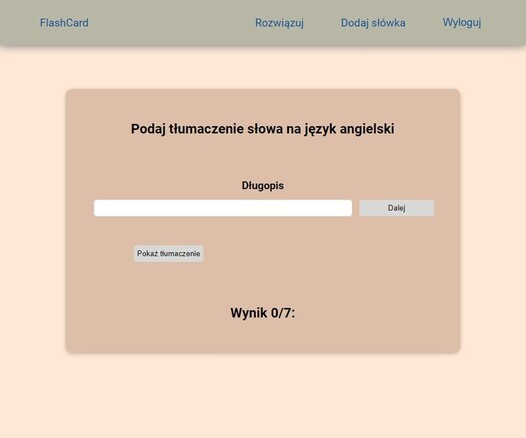 FlashCard Rozwiązuj Dodaj słówka Wyloguj
Podaj tłumaczenie słowa na język angielski
Długopis
Dalej
Pokaż tłumaczenie
Wynik 0/7: